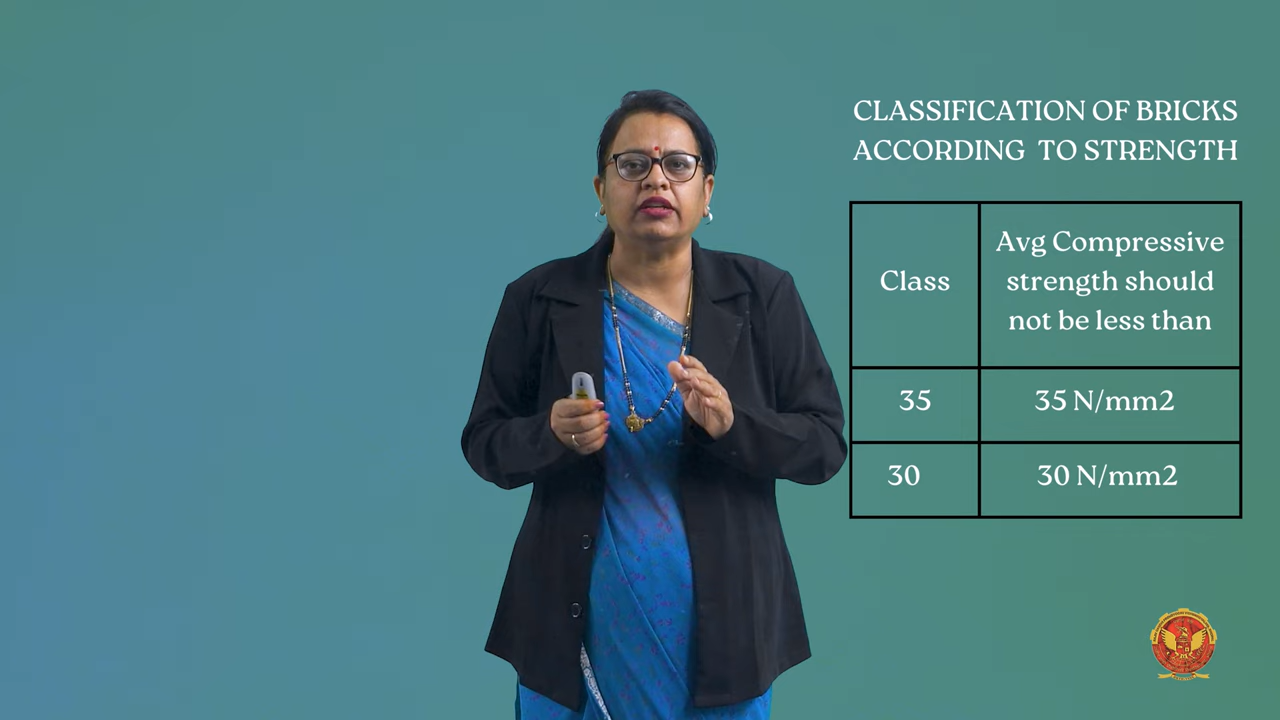 CLASSIFICATION OF BRICKS
ACCORDING TO STRENGTH
Class
Avg Compressive
strength should
not be less than
35
35 N/mm2
30
30 N/mm2